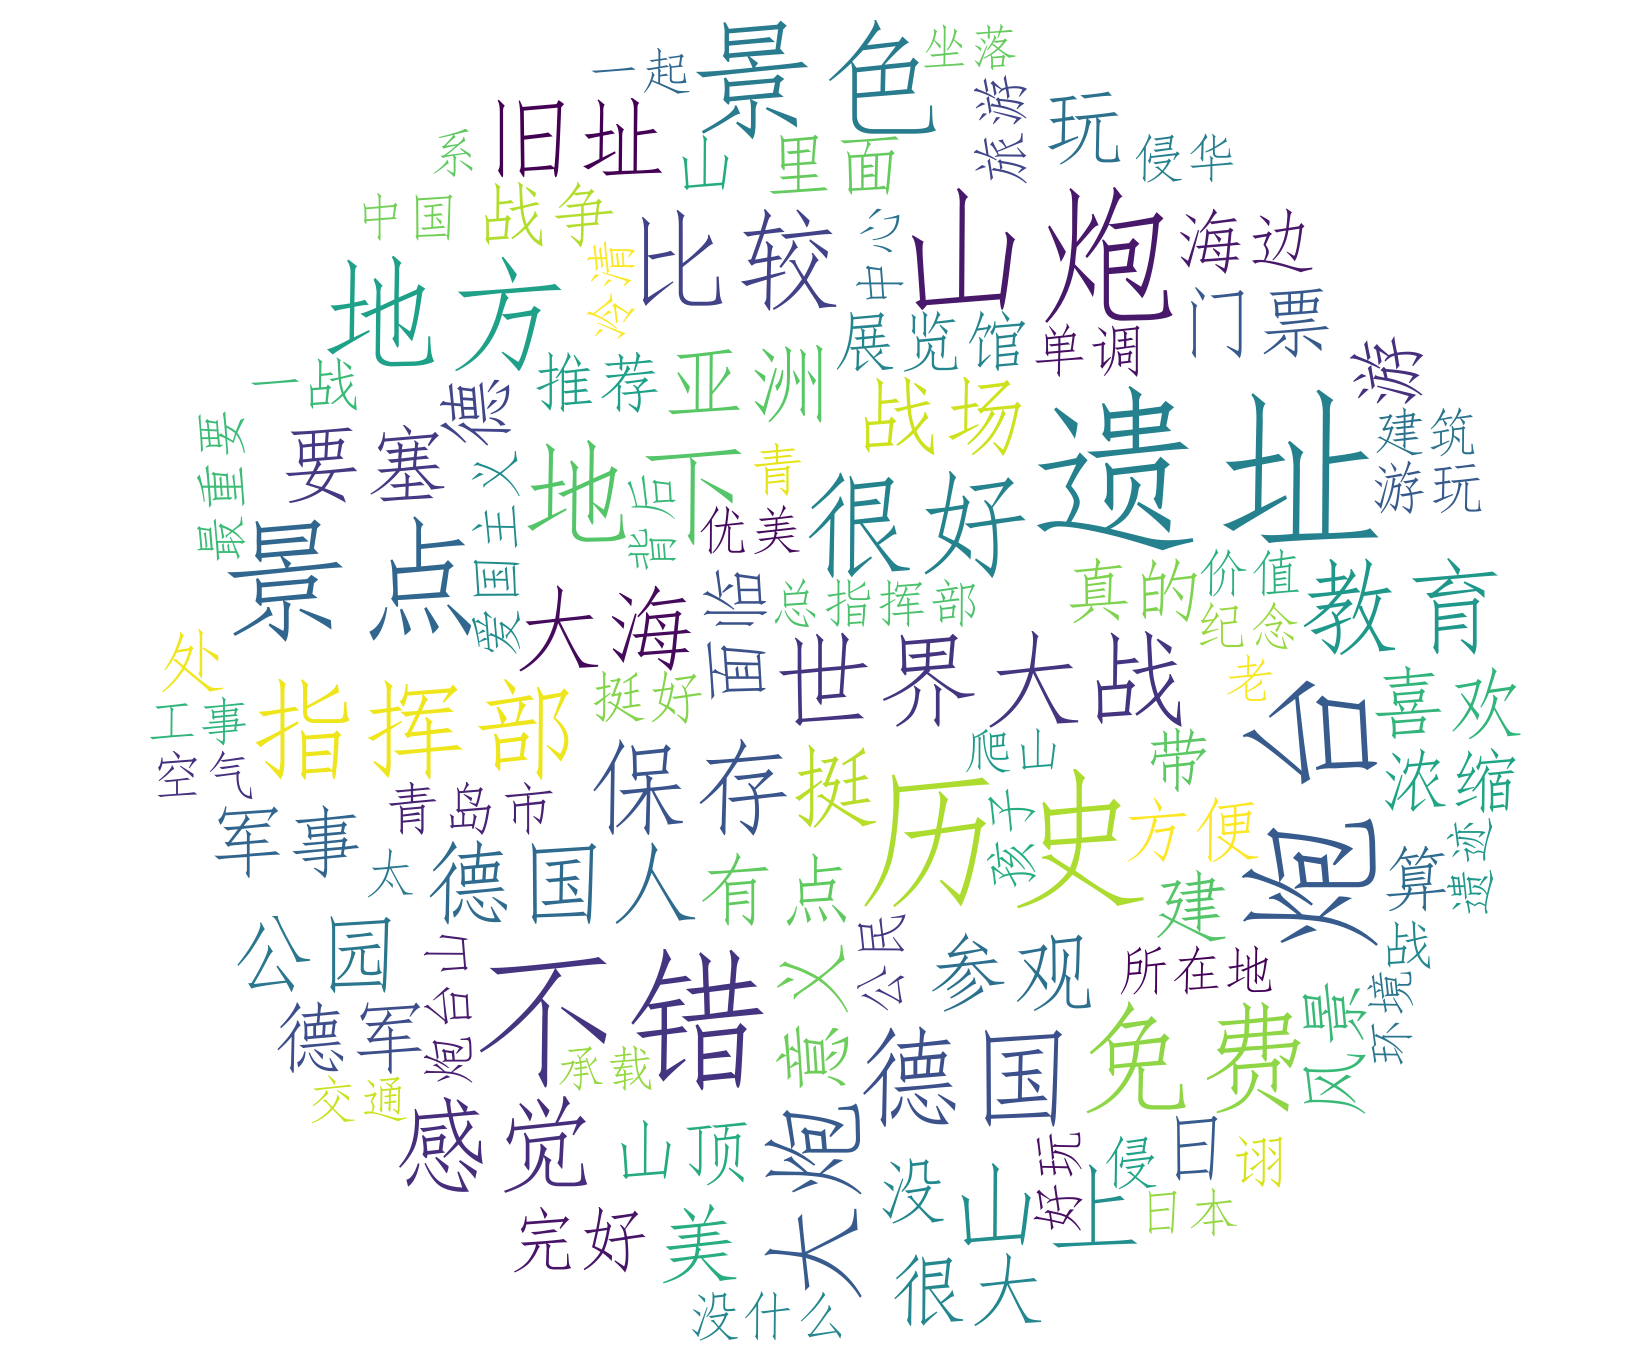 景色
坐落
一起
旧址
系
山
里面
旅游
玩
侵华
中国
战争
冷清
比较
中心
山炮
海边
地方
门票
展览馆
单调
推荐
亚洲
一战
德
游
战场
要塞
最重要
爱国主义
地下
背后
青
优美
很好
遗址
建筑
游玩
景点
大海
面临
总指挥部
真的
价值
纪念
教育
处
工事
指挥部
挺好
世界大战
老
喜欢
空气
青岛市
保存
挺
爬山
历史
孩子
带
方便
炮台
浓缩
军事
太
德国人
有点
建
算
遗迹
公园
炮台山
不错
意义
公民
参观
所在地
战
环境
风景
德军
承载
德国
免费
交通
感觉
山顶
大炮
没
山上
好玩
侵
曰
诩
日本
完好
美
没什么
很大